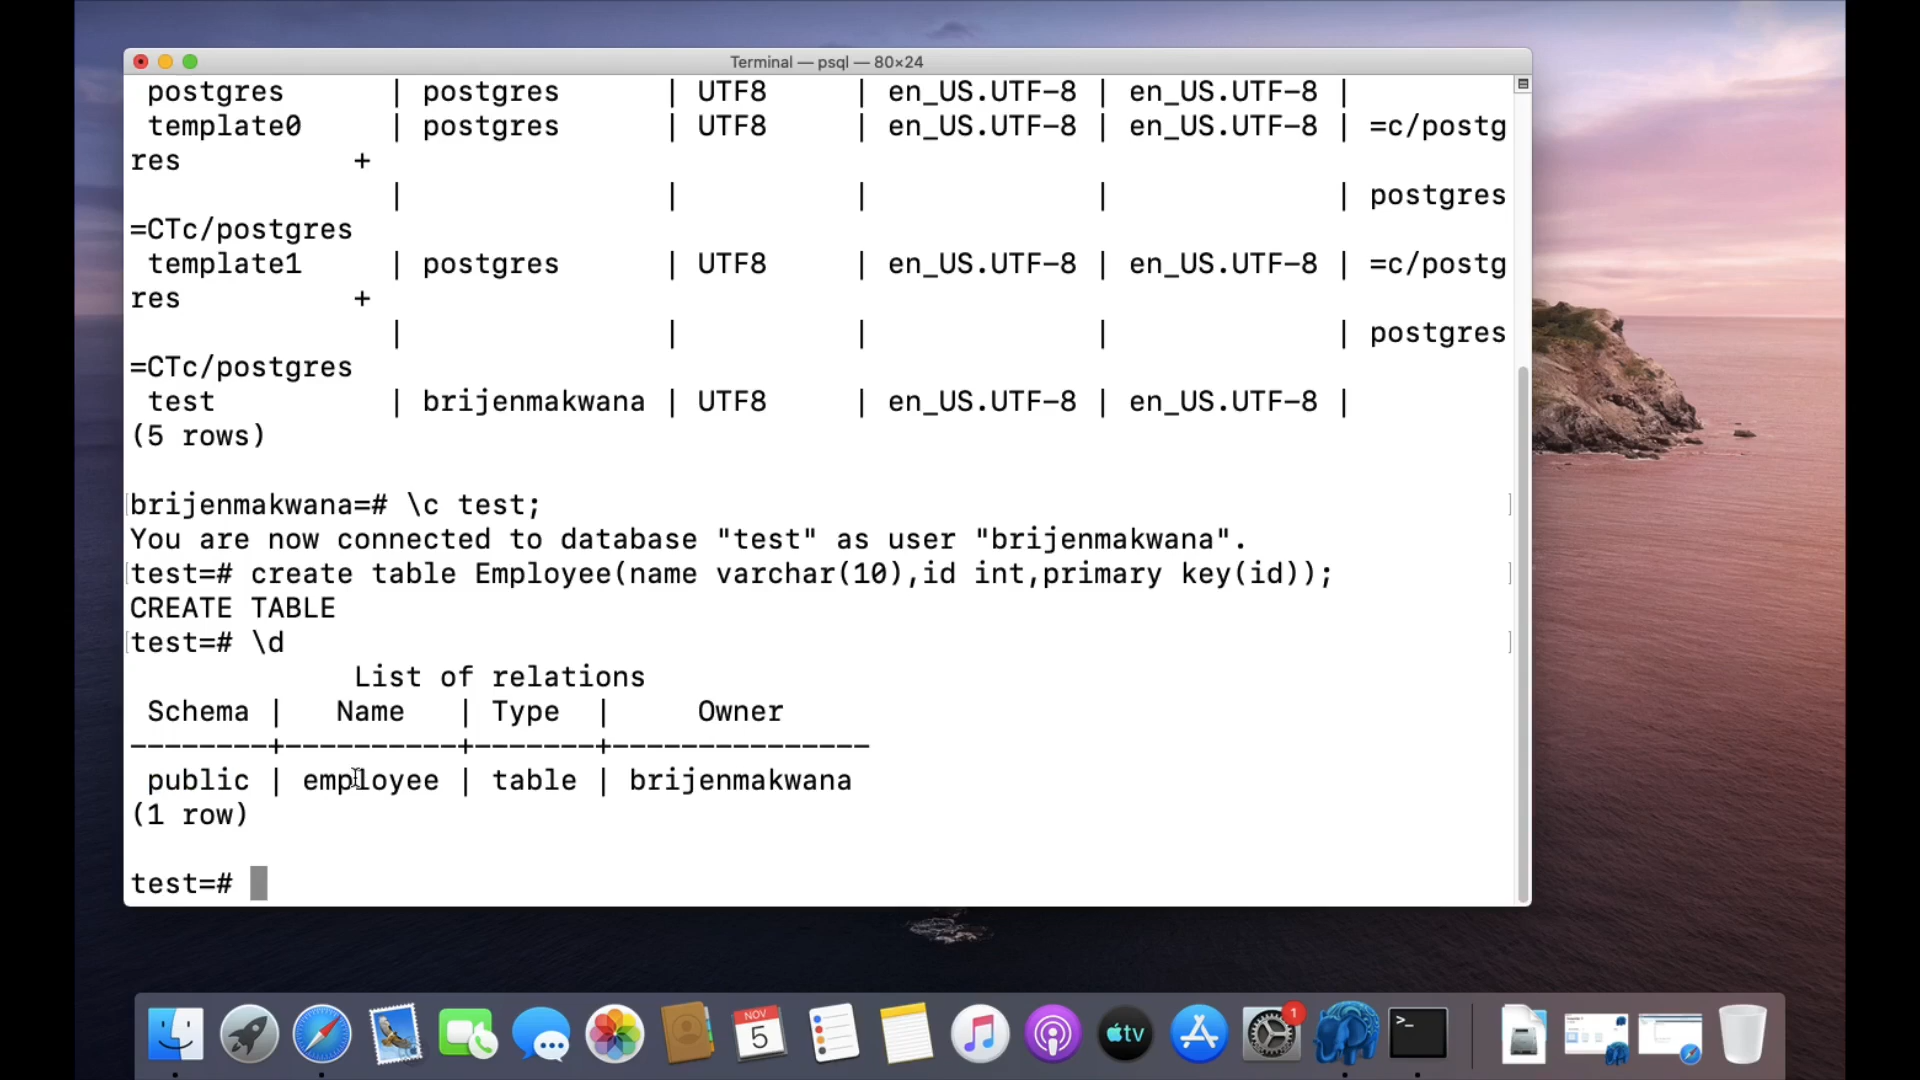 Terminal — psql — 80×24
postgres | postgres | UTF8 | en_US.UTF-8 | en_US.UTF-8 |
template0 | postgres | UTF8 | en_US.UTF-8 | en_US.UTF-8 | =c/postg
res +
| | | | | postgres
=CTc/postgres
template1 | postgres | UTF8 | en_US.UTF-8 | en_US.UTF-8 | =c/postg
res +
| | | | | postgres
=CTc/postgres
test | brijenmakwana | UTF8 | en_US.UTF-8 | en_US.UTF-8 |
(5 rows)
[brijenmakwana=# \c test; ]
You are now connected to database "test" as user "brijenmakwana".
[test=# create table Employee(name varchar(10),id int,primary key(id)); ]
CREATE TABLE
[test=# \d ]
List of relations
Schema | Name | Type | Owner
--------+----------+-------+---------------
public | employee | table | brijenmakwana
(1 row)
test=#
NOV
5
tv
1
>_